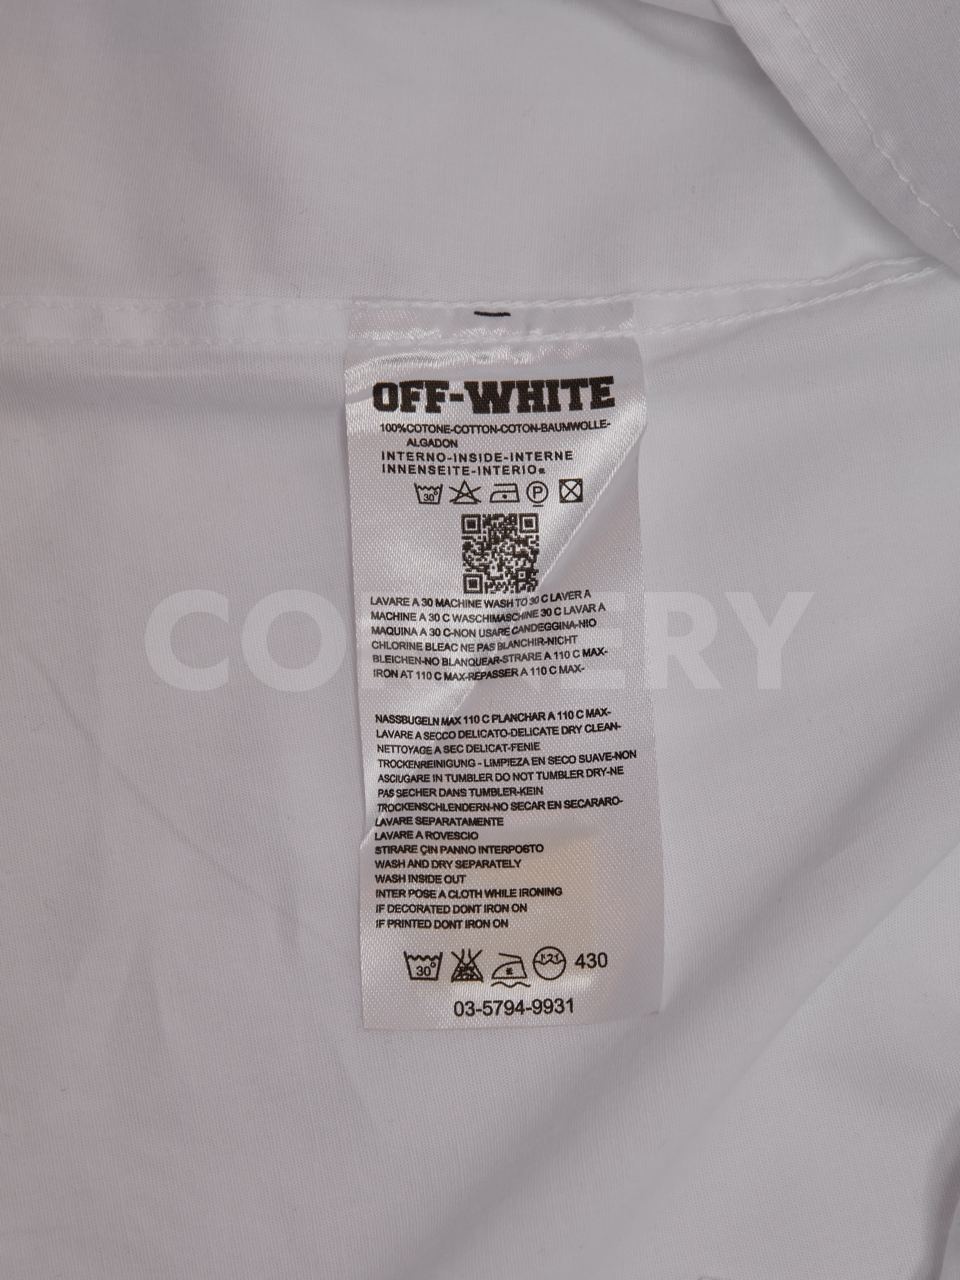 OFF-WHITE
100%COTONE-COTTON-COTON-BAUMWOLLE-
ALGADON
INTERNO-INSIDE-INTERNE
INNENSEITE-INTERIO
30°
P
LAVARE A 30 MACHINE WASH TO 30 C LAVER A
MACHINE A 30 C WASCHIMASCHINE 30 C LAVAR A
MAQUINA A 30 C-NON USARE CANDEGGINA-NIO
CHLORINE BLEAC NE PAS BLANCHIR-NICHT
BLEICHEN-NO BLANQUEAR-STRARE A 110 C MAX-
IRON AT 110 C MAX-REPASSER A 110 C MAX-
CORNERY
NASSBUGELN MAX 110 C PLANCHAR A 110 C MAX-
LAVARE A SECCO DELICATO-DELICATE DRY CLEAN-
NETTOYAGE A SEC DELICAT-FENIE
TROCKENREINIGUNG - LIMPIEZA EN SECO SUAVE-NON
ASCIUGARE IN TUMBLER DO NOT TUMBLER DRY-NE
PAS SECHER DANS TUMBLER-KEIN
TROCKENSCHLENDERN-NO SECAR EN SECARARO-
LAVARE SEPARATAMENTE
LAVARE A ROVESCIO
STIRARE ÇIN PANNO INTERPOSTO
WASH AND DRY SEPARATELY
WASH INSIDE OUT
INTER POSE A CLOTH WHILE IRONING
IF DECORATED DONT IRON ON
IF PRINTED DONT IRON ON
30° 430
03-5794-9931